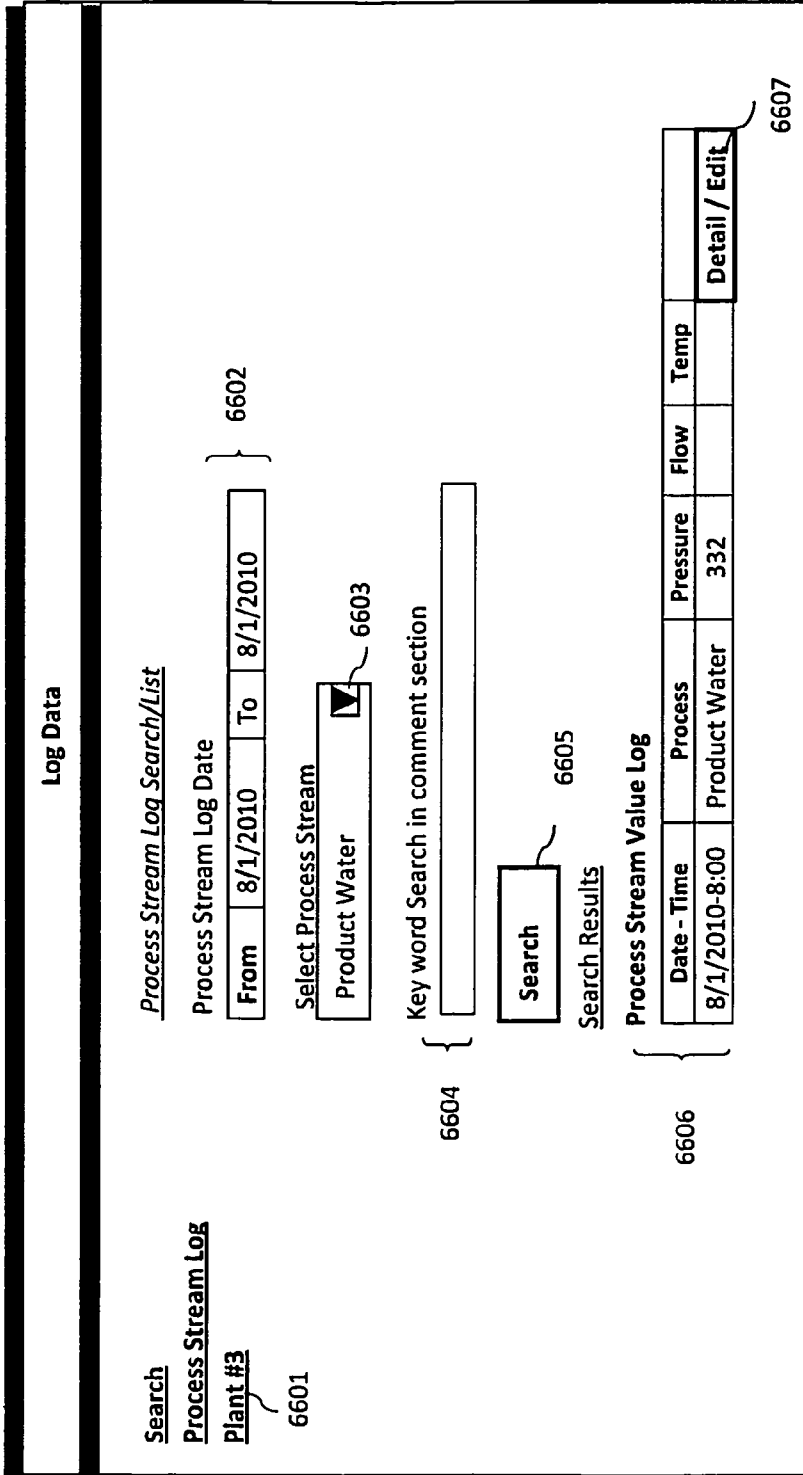 Log Data
Search
Process Stream Log
Plant #3
6601
Process Stream Log Search/List
Process Stream Log Date
From 8/1/2010 To 8/1/2010
6602
Select Process Stream
Product Water
6603
Key word Search in comment section
6604
Search
6605
Search Results
Process Stream Value Log
Date - Time Process Pressure Flow Temp
8/1/2010-8:00 Product Water 332 Detail / Edit
6606
6607